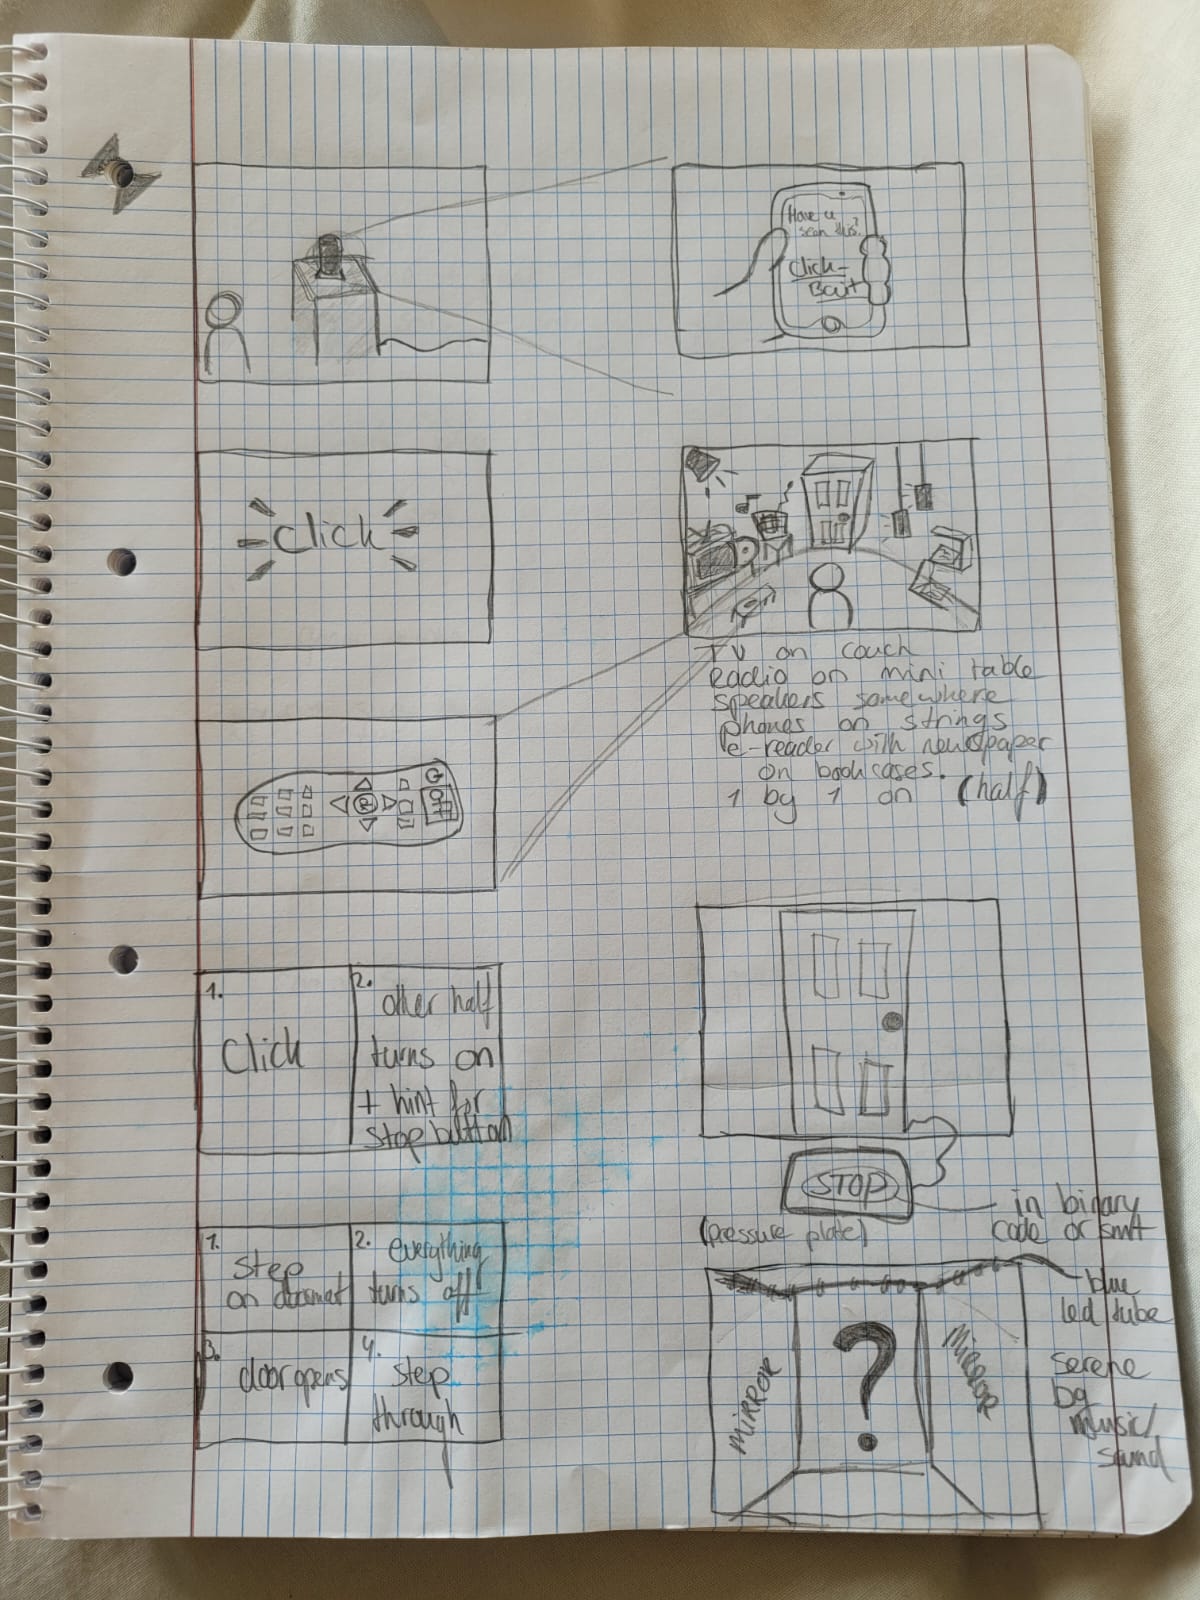 Have u
seen this?
Click-
Bait
Click
TV on couch
Radio on mini table
speakers somewhere
phones on strings
e-reader with newspaper
on bookcases.
1 by 1 on (half)
OFF
1.
Click
2.
other half
turns on
+ hint for
stop button
STOP
(pressure plate)
in binary
code or smt
1.
step
on doormat
2.
everything
turns off
3.
door opens
4.
step
through
MIRROR
?
MIRROR
blue
led tube
serene
bg
music/
sound